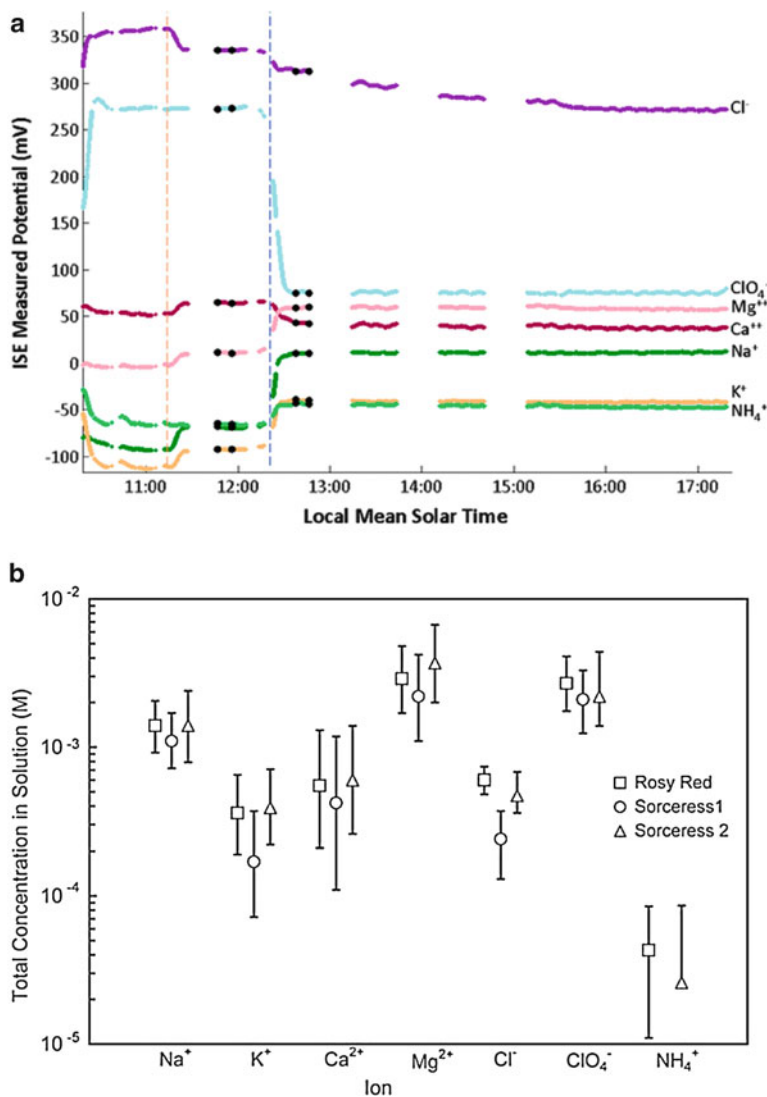 a
350
300
250
200
150
100
50
0
-50
-100
ISE Measured Potential (mV)
Cl⁻
ClO₄⁻
Mg⁺⁺
Ca⁺⁺
Na⁺
K⁺
NH₄⁺
11:00 12:00 13:00 14:00 15:00 16:00 17:00
Local Mean Solar Time
b
10⁻²
10⁻³
10⁻⁴
10⁻⁵
Total Concentration in Solution (M)
Rosy Red
Sorceress1
Sorceress 2
Na⁺ K⁺ Ca²⁺ Mg²⁺ Cl⁻ ClO₄⁻ NH₄⁺
Ion